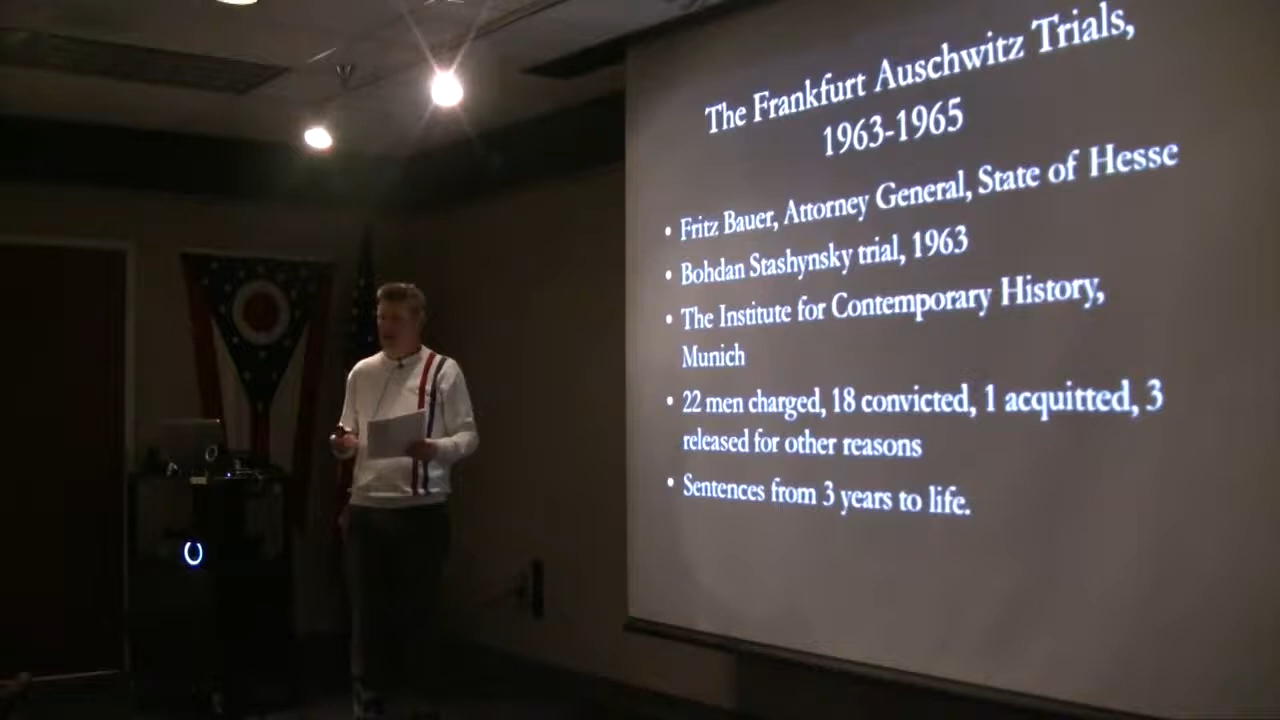 The Frankfurt Auschwitz Trials,
1963-1965
• Fritz Bauer, Attorney General, State of Hesse
• Bohdan Stashynsky trial, 1963
• The Institute for Contemporary History,
Munich
• 22 men charged, 18 convicted, 1 acquitted, 3
released for other reasons
• Sentences from 3 years to life.